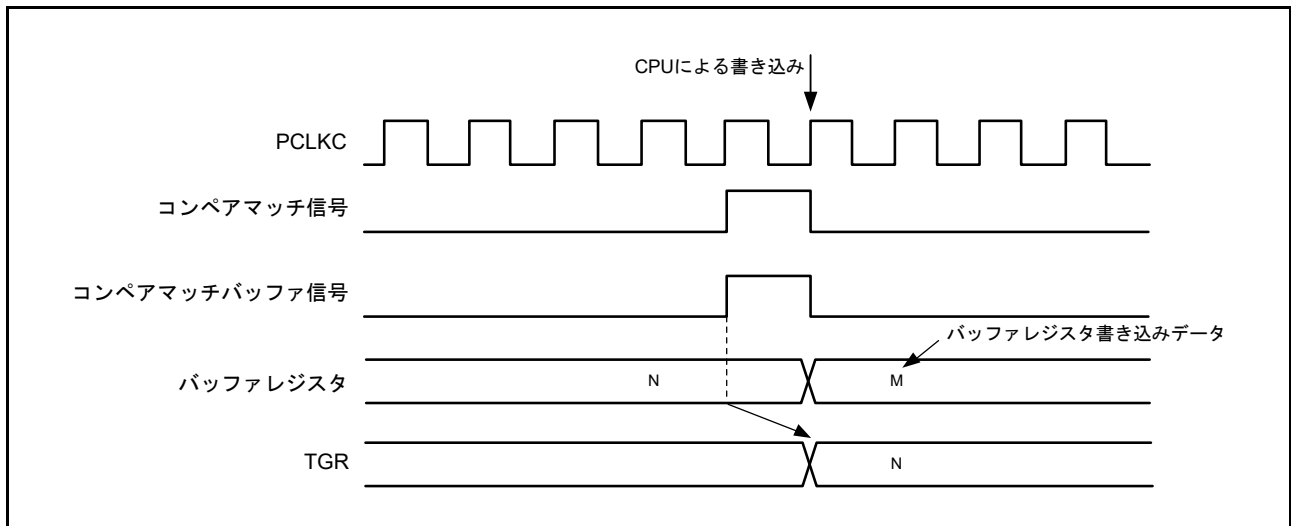 CPUによる書き込み
PCLKC
コンペアマッチ信号
コンペアマッチバッファ信号
バッファレジスタ書き込みデータ
バッファレジスタ
N
M
TGR
N